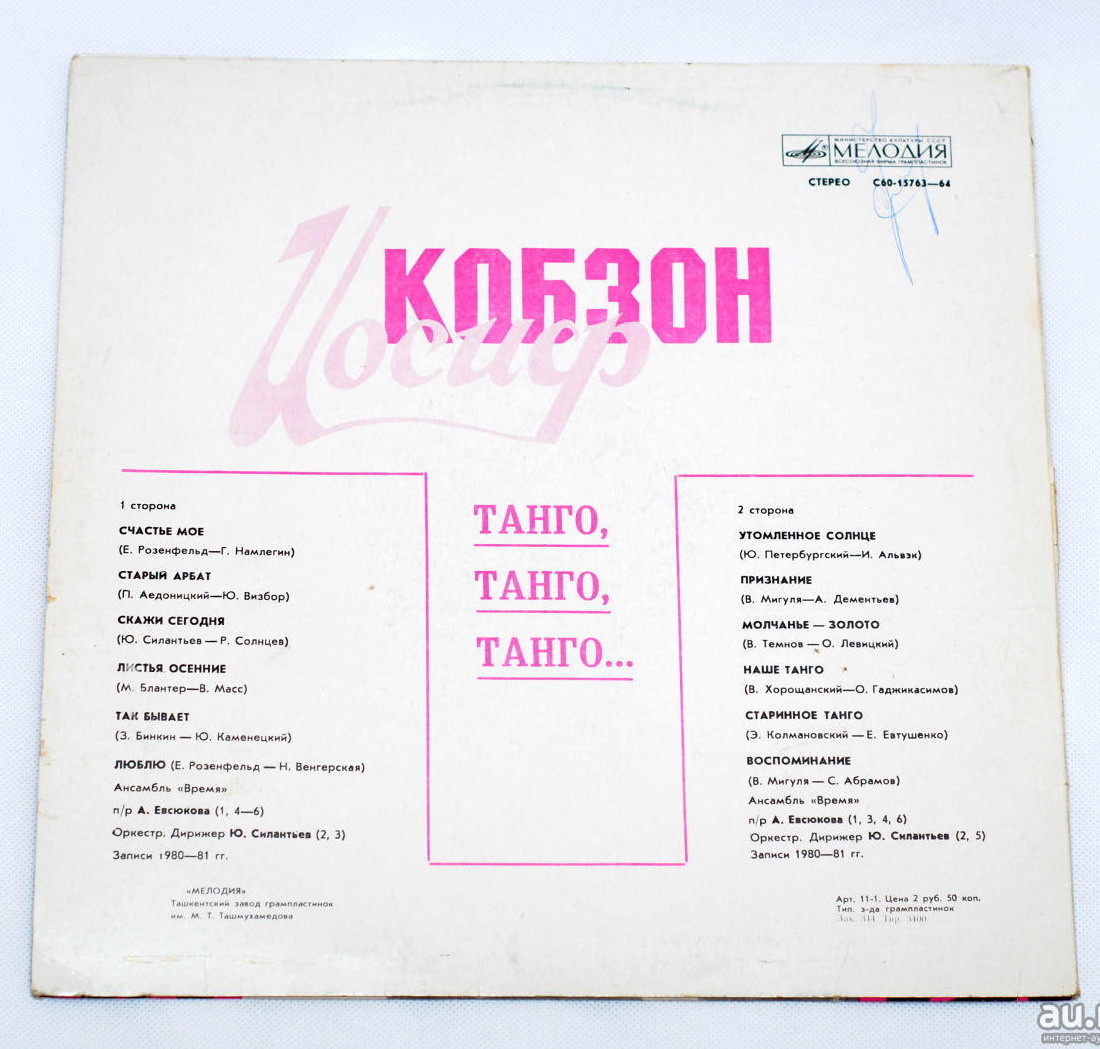 МИНИСТЕРСТВО КУЛЬТУРЫ СССР
МЕЛОДИЯ
ВСЕСОЮЗНАЯ ФИРМА ГРАМПЛАСТИНОК
СТЕРЕО С60-15763—64
Иосиф
КОБЗОН
ТАНГО,
ТАНГО,
ТАНГО...
1 сторона
СЧАСТЬЕ МОЕ
(Е. Розенфельд—Г. Намлегин)
СТАРЫЙ АРБАТ
(П. Аедоницкий—Ю. Визбор)
СКАЖИ СЕГОДНЯ
(Ю. Силантьев — Р. Солнцев)
ЛИСТЬЯ ОСЕННИЕ
(М. Блантер—В. Масс)
ТАК БЫВАЕТ
(З. Бинкин — Ю. Каменецкий)
ЛЮБЛЮ (Е. Розенфельд — Н. Венгерская)
Ансамбль «Время»
п/р А. Евсюкова (1, 4—6)
Оркестр. Дирижер Ю. Силантьев (2, 3)
Записи 1980—81 гг.
2 сторона
УТОМЛЕННОЕ СОЛНЦЕ
(Ю. Петербургский—И. Альвэк)
ПРИЗНАНИЕ
(В. Мигуля—А. Дементьев)
МОЛЧАНЬЕ — ЗОЛОТО
(В. Темнов — О. Левицкий)
НАШЕ ТАНГО
(В. Хорощанский—О. Гаджикасимов)
СТАРИННОЕ ТАНГО
(Э. Колмановский — Е. Евтушенко)
ВОСПОМИНАНИЕ
(В. Мигуля — С. Абрамов)
Ансамбль «Время»
п/р А. Евсюкова (1, 3, 4, 6)
Оркестр. Дирижер Ю. Силантьев (2, 5)
Записи 1980—81 гг.
«МЕЛОДИЯ»
Ташкентский завод грампластинок
им. М. Т. Ташмухамедова
Арт. 11-1. Цена 2 руб. 50 коп.
Тип. з-да грампластинок
Зак. 344. Тир. 3400
au.